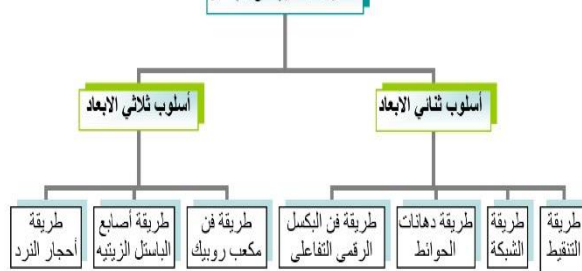 أسلوب ثنائي الابعاد
أسلوب ثلاثي الابعاد
طريقة
التنقيط
طريقة
الشبكة
طريقة دهانات
الحوائط
طريقة فن البكسل
الرقمي التفاعلي
طريقة فن
مكعب روبيك
طريقة أصابع
الباستل الزيتيه
طريقة
أحجار النرد